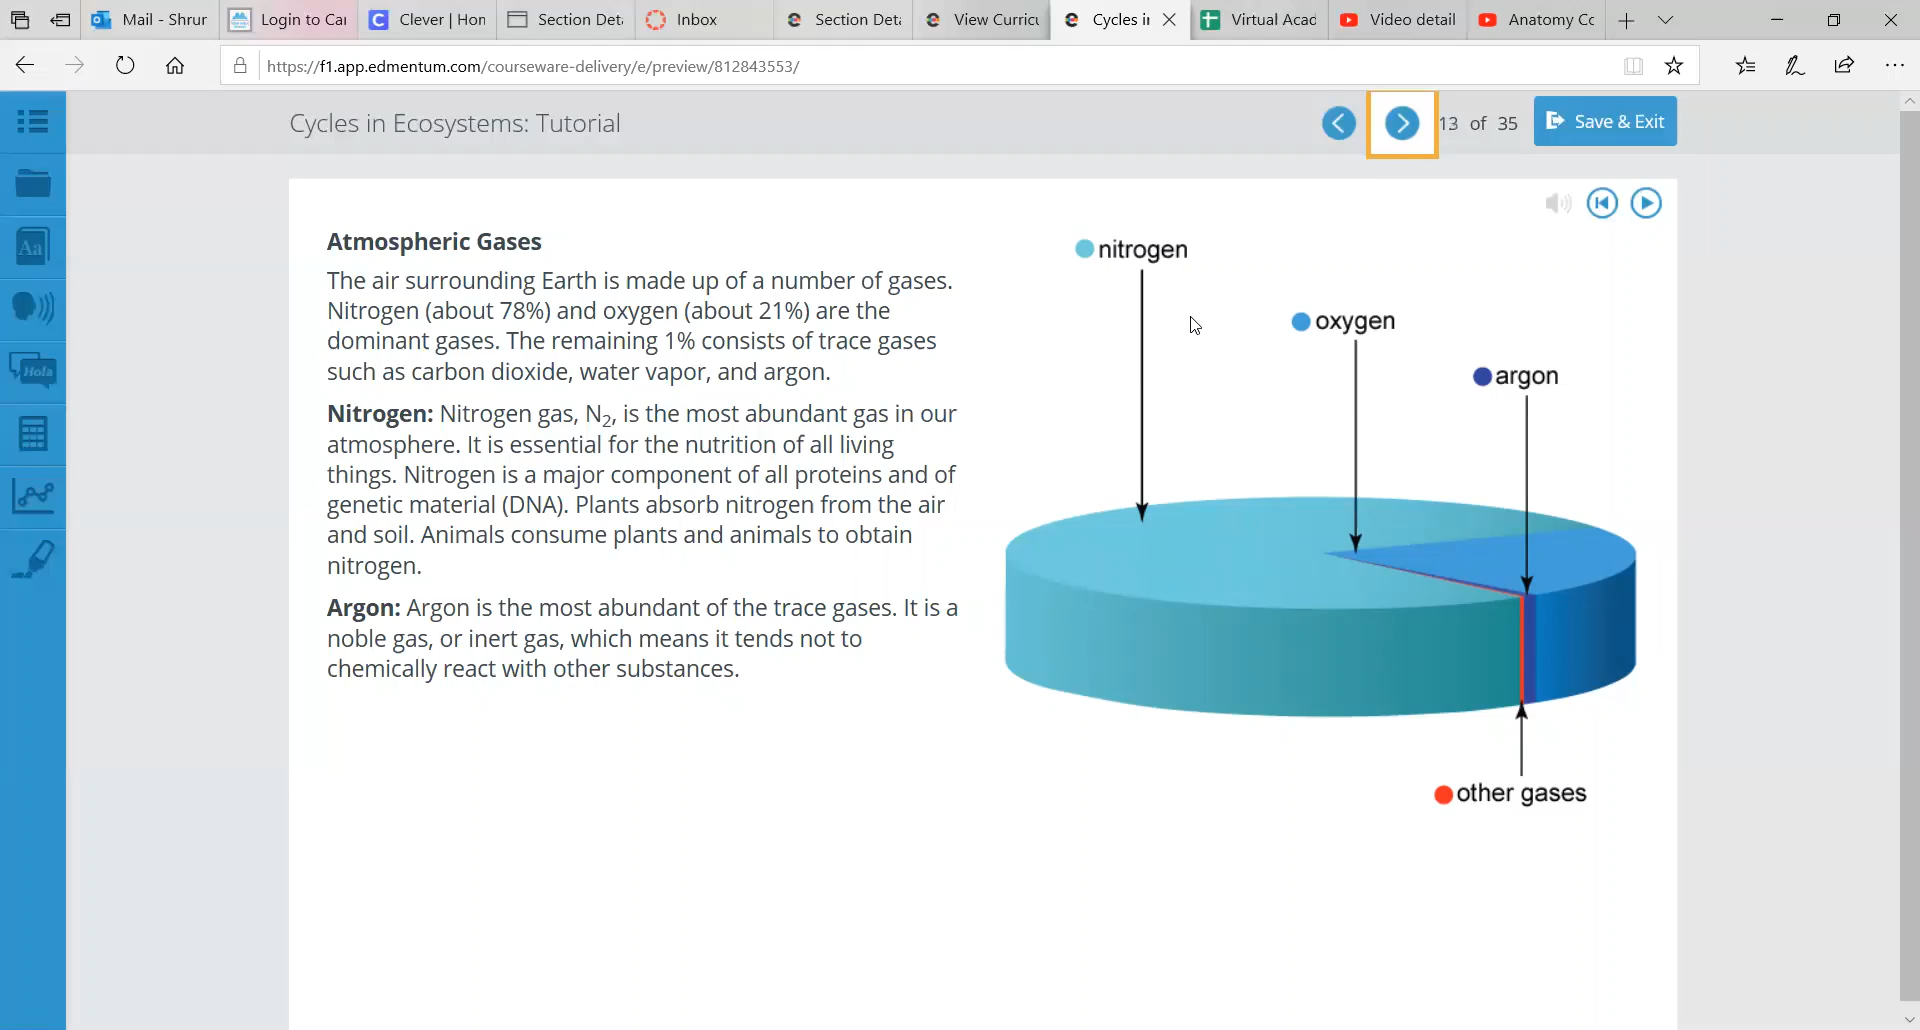 Mail - Shrur
Login to Car
Clever | Hon
Section Deta
Inbox
Section Deta
View Curricu
Cycles in
Virtual Acad
Video detail
Anatomy Co
https://f1.app.edmentum.com/courseware-delivery/e/preview/812843553/
Cycles in Ecosystems: Tutorial
13 of 35
Save & Exit
Aa
Hola
Atmospheric Gases
The air surrounding Earth is made up of a number of gases.
Nitrogen (about 78%) and oxygen (about 21%) are the
dominant gases. The remaining 1% consists of trace gases
such as carbon dioxide, water vapor, and argon.
Nitrogen: Nitrogen gas, N₂, is the most abundant gas in our
atmosphere. It is essential for the nutrition of all living
things. Nitrogen is a major component of all proteins and of
genetic material (DNA). Plants absorb nitrogen from the air
and soil. Animals consume plants and animals to obtain
nitrogen.
Argon: Argon is the most abundant of the trace gases. It is a
noble gas, or inert gas, which means it tends not to
chemically react with other substances.
nitrogen
oxygen
argon
other gases